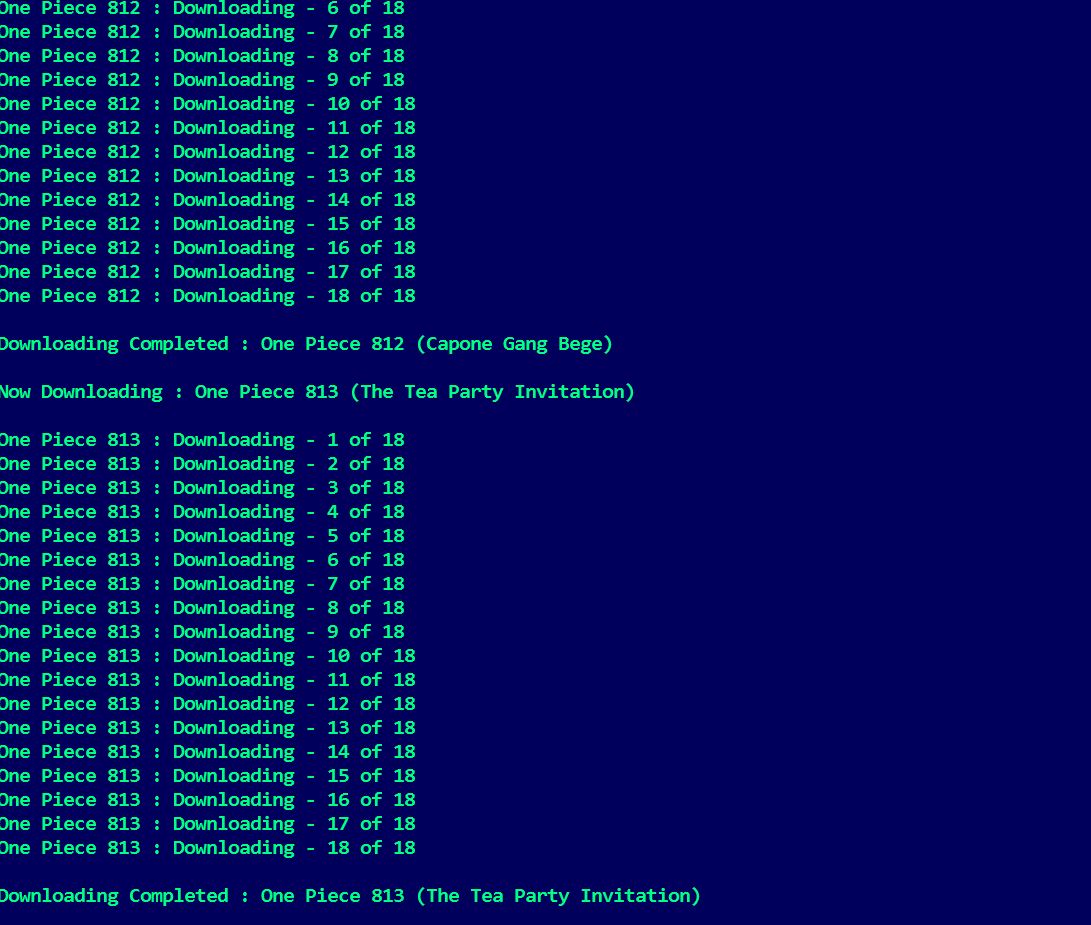 One Piece 812 : Downloading - 6 of 18
One Piece 812 : Downloading - 7 of 18
One Piece 812 : Downloading - 8 of 18
One Piece 812 : Downloading - 9 of 18
One Piece 812 : Downloading - 10 of 18
One Piece 812 : Downloading - 11 of 18
One Piece 812 : Downloading - 12 of 18
One Piece 812 : Downloading - 13 of 18
One Piece 812 : Downloading - 14 of 18
One Piece 812 : Downloading - 15 of 18
One Piece 812 : Downloading - 16 of 18
One Piece 812 : Downloading - 17 of 18
One Piece 812 : Downloading - 18 of 18
Downloading Completed : One Piece 812 (Capone Gang Bege)
Now Downloading : One Piece 813 (The Tea Party Invitation)
One Piece 813 : Downloading - 1 of 18
One Piece 813 : Downloading - 2 of 18
One Piece 813 : Downloading - 3 of 18
One Piece 813 : Downloading - 4 of 18
One Piece 813 : Downloading - 5 of 18
One Piece 813 : Downloading - 6 of 18
One Piece 813 : Downloading - 7 of 18
One Piece 813 : Downloading - 8 of 18
One Piece 813 : Downloading - 9 of 18
One Piece 813 : Downloading - 10 of 18
One Piece 813 : Downloading - 11 of 18
One Piece 813 : Downloading - 12 of 18
One Piece 813 : Downloading - 13 of 18
One Piece 813 : Downloading - 14 of 18
One Piece 813 : Downloading - 15 of 18
One Piece 813 : Downloading - 16 of 18
One Piece 813 : Downloading - 17 of 18
One Piece 813 : Downloading - 18 of 18
Downloading Completed : One Piece 813 (The Tea Party Invitation)